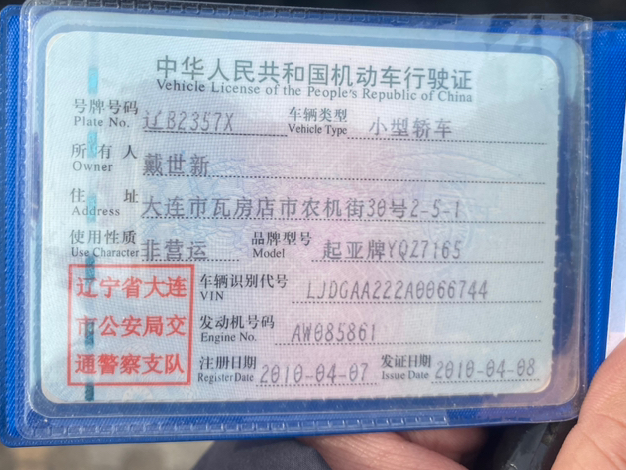 中华人民共和国机动车行驶证
Vehicle License of the People's Republic of China
号牌号码 Plate No. 辽B2357X 车辆类型 Vehicle Type 小型轿车
所有人 Owner 戴世新
住址 Address 大连市瓦房店市农机街30号2-5-1
使用性质 Use Character 非营运 品牌型号 Model 起亚牌YQZ7165
辽宁省大连
市公安局交
通警察支队
车辆识别代号 VIN LJDGAA222A0066744
发动机号码 Engine No. AW085861
注册日期 Register Date 2010-04-07 发证日期 Issue Date 2010-04-08